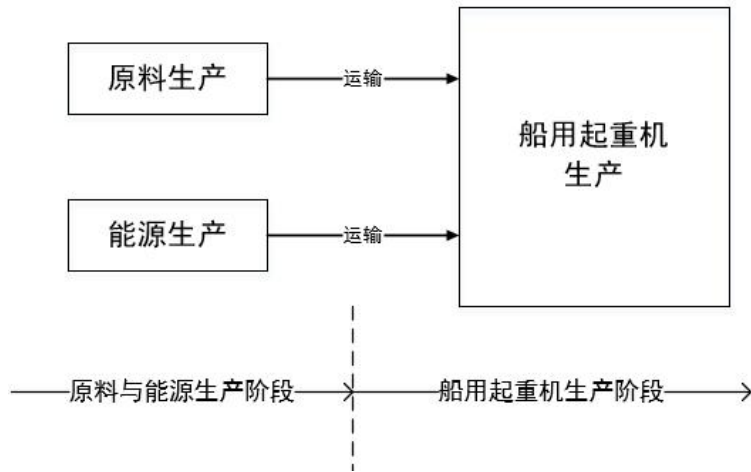 原料生产
运输
船用起重机
生产
能源生产
运输
原料与能源生产阶段
船用起重机生产阶段